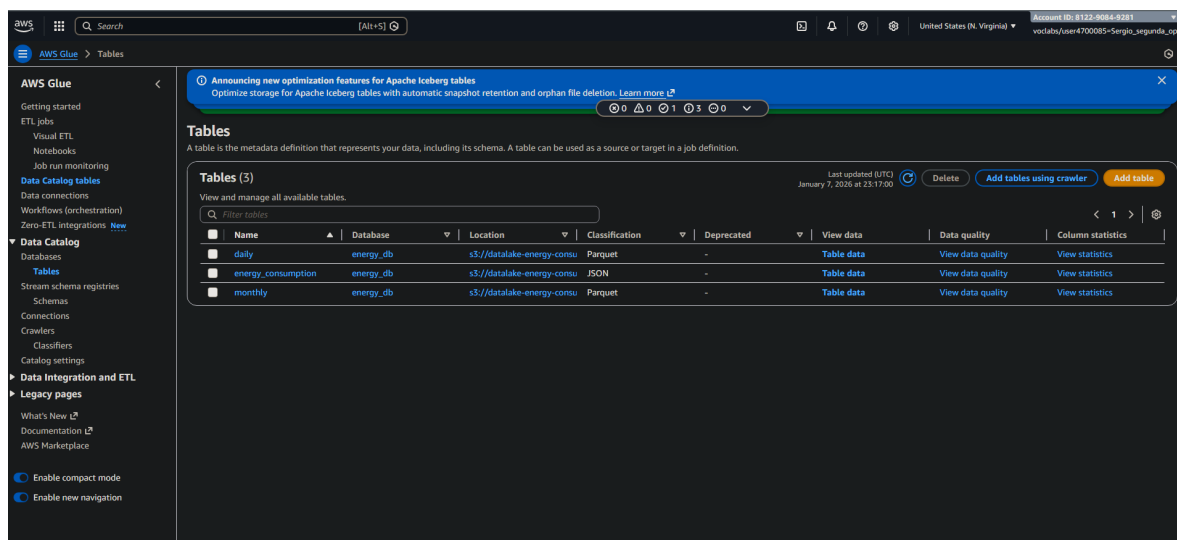 aws
Search
[Alt+S]
United States (N. Virginia)
Account ID: 8122-9084-9281
voclabs/user4700085=Sergio_segunda_op
AWS Glue > Tables
AWS Glue
Getting started
ETL jobs
Visual ETL
Notebooks
Job run monitoring
Data Catalog tables
Data connections
Workflows (orchestration)
Zero-ETL integrations New
Data Catalog
Databases
Tables
Stream schema registries
Schemas
Connections
Crawlers
Classifiers
Catalog settings
Data Integration and ETL
Legacy pages
What's New
Documentation
AWS Marketplace
Enable compact mode
Enable new navigation
Announcing new optimization features for Apache Iceberg tables
Optimize storage for Apache Iceberg tables with automatic snapshot retention and orphan file deletion. Learn more
0 0 1 3 0
Tables
A table is the metadata definition that represents your data, including its schema. A table can be used as a source or target in a job definition.
Tables (3)
Last updated (UTC)
January 7, 2026 at 23:17:00
Delete
Add tables using crawler
Add table
View and manage all available tables.
Filter tables
1
Name Database Location Classification Deprecated View data Data quality Column statistics
daily energy_db s3://datalake-energy-consu Parquet - Table data View data quality View statistics
energy_consumption energy_db s3://datalake-energy-consu JSON - Table data View data quality View statistics
monthly energy_db s3://datalake-energy-consu Parquet - Table data View data quality View statistics